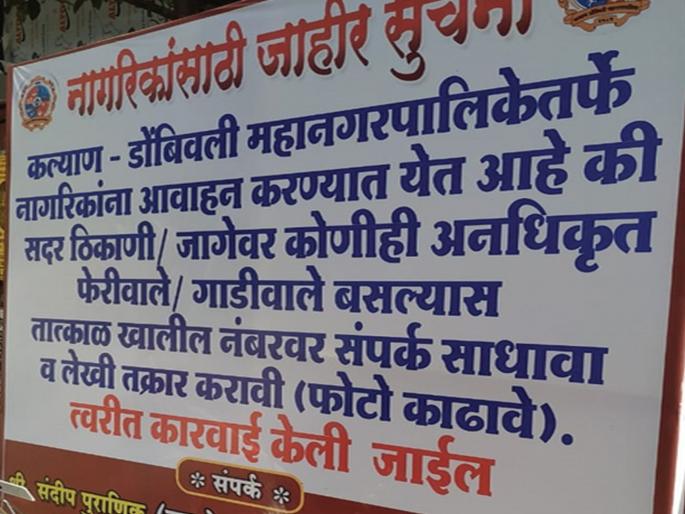 नागरिकांसाठी जाहीर सुचना
कल्याण - डोंबिवली महानगरपालिकेतर्फे
नागरिकांना आवाहन करण्यात येत आहे की
सदर ठिकाणी/ जागेवर कोणीही अनधिकृत
फेरीवाले/ गाडीवाले बसल्यास
तात्काळ खालील नंबरवर संपर्क साधावा
व लेखी तक्रार करावी (फोटो काढावे).
त्वरीत कारवाई केली जाईल
* संपर्क *
श्री. संदीप पुराणिक